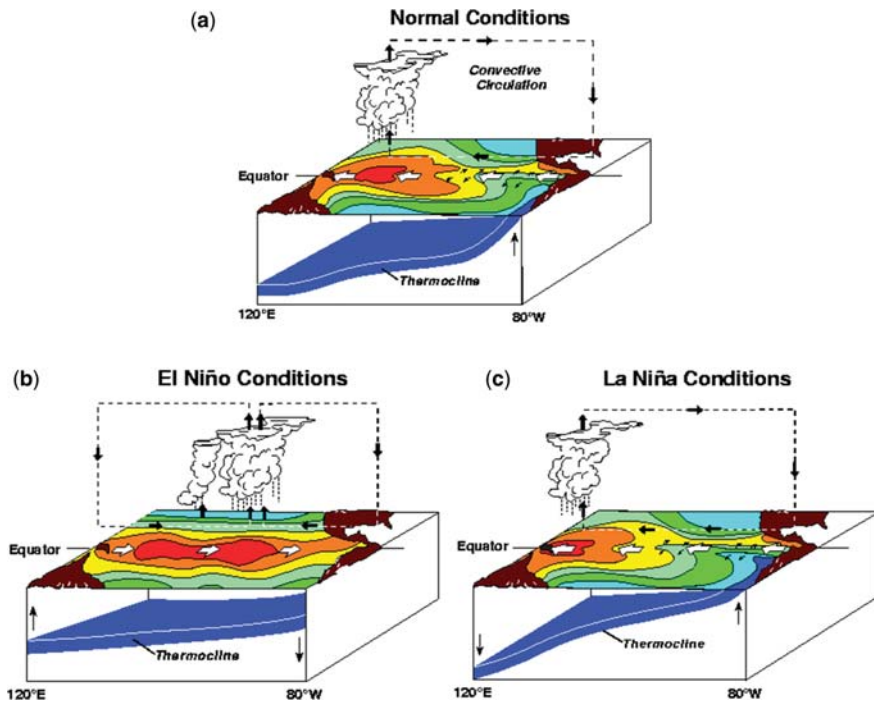 (a)
Normal Conditions
Convective
Circulation
Equator
Thermocline
120°E
80°W
(b)
El Niño Conditions
Equator
Thermocline
120°E
80°W
(c)
La Niña Conditions
Equator
Thermocline
120°E
80°W